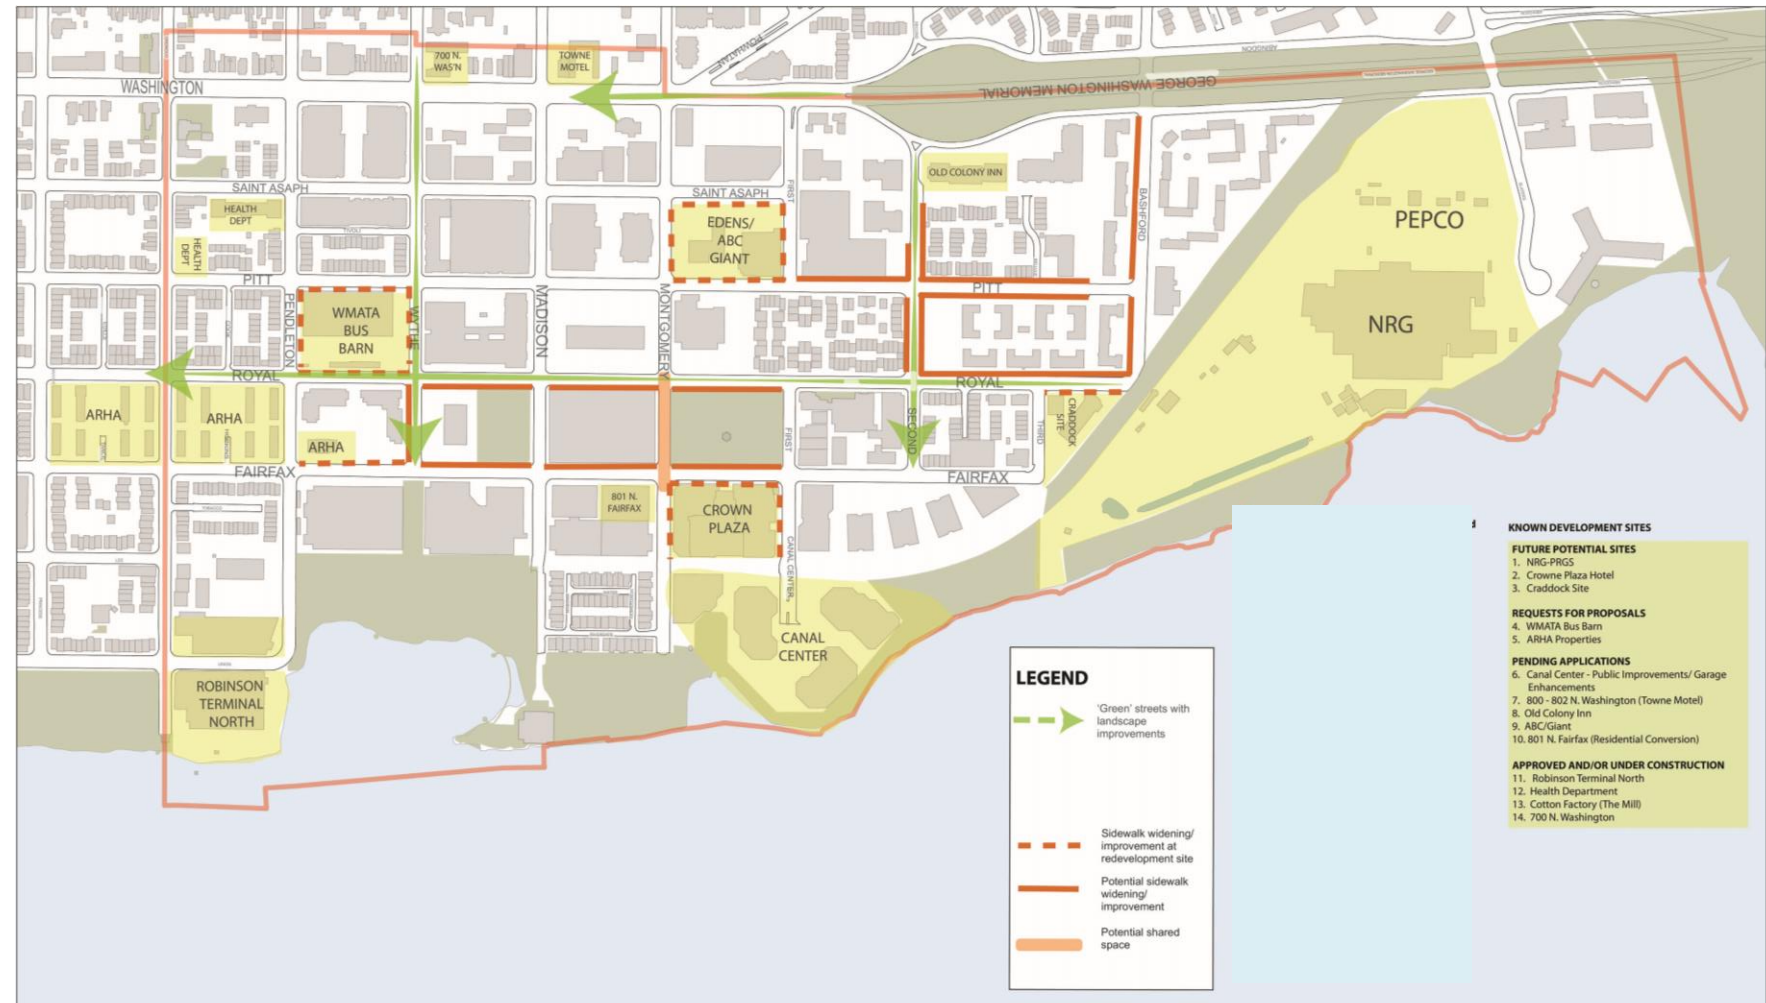 700 N.
WAS'N
TOWNE
MOTEL
POWHATAN
WASHINGTON
GEORGE WASHINGTON MEMORIAL
ABINGDON
SAINT ASAPH
SAINT ASAPH
FIRST
OLD COLONY INN
BASHFORD
HEALTH
DEPT
HEALTH
DEPT
TIVOLI
EDENS/
ABC
GIANT
PEPCO
NRG
PITT
PITT
PENDLETON
WMATA
BUS
BARN
WYTHE
MADISON
MONTGOMERY
ROYAL
ROYAL
ARHA
ARHA
ARHA
FIRST
SECOND
THIRD
CRADDOCK
SITE
FAIRFAX
FAIRFAX
801 N.
FAIRFAX
CROWN
PLAZA
CANAL CENTER
CANAL
CENTER
ROBINSON
TERMINAL
NORTH
LEGEND
'Green' streets with
landscape
improvements
Sidewalk widening/
improvement at
redevelopment site
Potential sidewalk
widening/
improvement
Potential shared
space
KNOWN DEVELOPMENT SITES
FUTURE POTENTIAL SITES
1. NRG-PRGS
2. Crowne Plaza Hotel
3. Craddock Site
REQUESTS FOR PROPOSALS
4. WMATA Bus Barn
5. ARHA Properties
PENDING APPLICATIONS
6. Canal Center - Public Improvements/ Garage
Enhancements
7. 800 - 802 N. Washington (Towne Motel)
8. Old Colony Inn
9. ABC/Giant
10. 801 N. Fairfax (Residential Conversion)
APPROVED AND/OR UNDER CONSTRUCTION
11. Robinson Terminal North
12. Health Department
13. Cotton Factory (The Mill)
14. 700 N. Washington